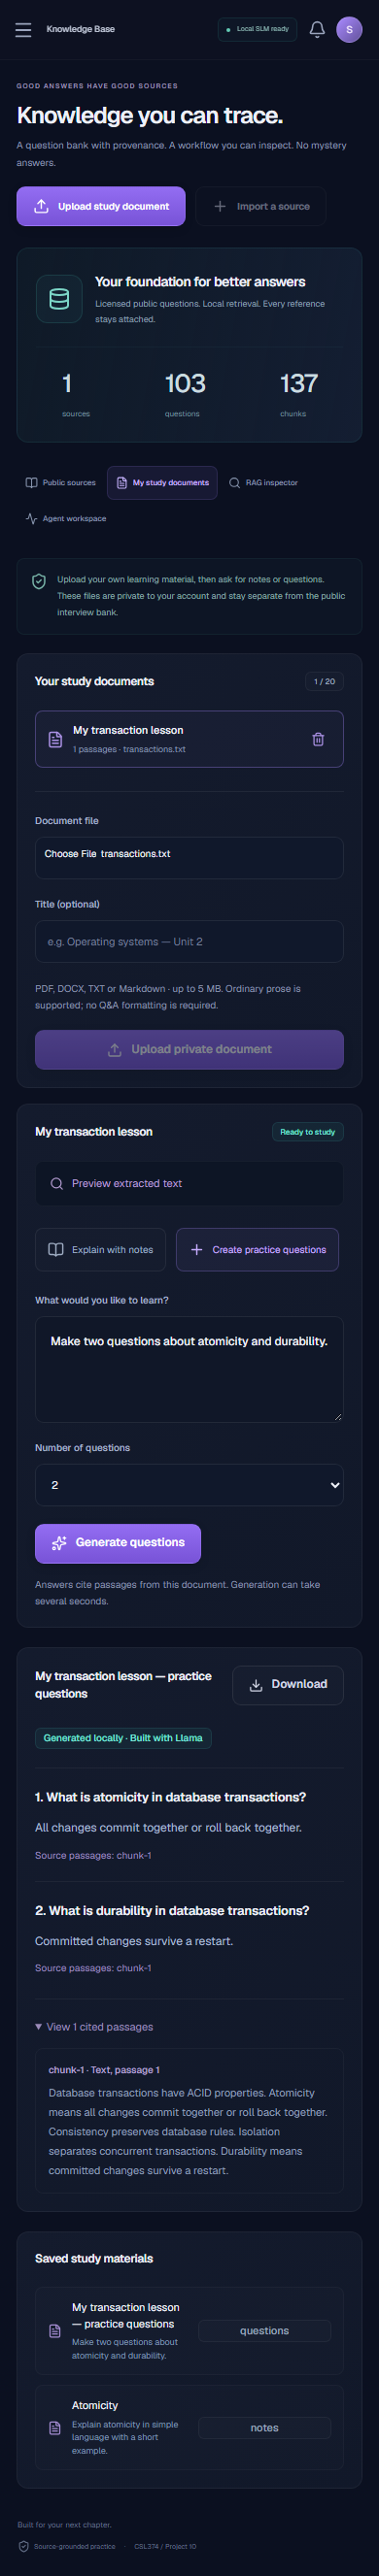 Knowledge Base
Local SLM ready
S
GOOD ANSWERS HAVE GOOD SOURCES
Knowledge you can trace.
A question bank with provenance. A workflow you can inspect. No mystery
answers.
Upload study document
Import a source
Your foundation for better answers
Licensed public questions. Local retrieval. Every reference
stays attached.
1 103 137
sources questions chunks
Public sources My study documents RAG inspector
Agent workspace
Upload your own learning material, then ask for notes or questions.
These files are private to your account and stay separate from the public
interview bank.
Your study documents
1 / 20
My transaction lesson
1 passages · transactions.txt
Document file
Choose File transactions.txt
Title (optional)
e.g. Operating systems — Unit 2
PDF, DOCX, TXT or Markdown · up to 5 MB. Ordinary prose is
supported; no Q&A formatting is required.
Upload private document
My transaction lesson
Ready to study
Preview extracted text
Explain with notes
Create practice questions
What would you like to learn?
Make two questions about atomicity and durability.
Number of questions
2
Generate questions
Answers cite passages from this document. Generation can take
several seconds.
My transaction lesson — practice
questions
Download
Generated locally · Built with Llama
1. What is atomicity in database transactions?
All changes commit together or roll back together.
Source passages: chunk-1
2. What is durability in database transactions?
Committed changes survive a restart.
Source passages: chunk-1
▼ View 1 cited passages
chunk-1 · Text, passage 1
Database transactions have ACID properties. Atomicity
means all changes commit together or roll back together.
Consistency preserves database rules. Isolation
separates concurrent transactions. Durability means
committed changes survive a restart.
Saved study materials
My transaction lesson
— practice questions
Make two questions about
atomicity and durability.
questions
Atomicity
Explain atomicity in simple
language with a short
example.
notes
Built for your next chapter.
Source-grounded practice · CSL374 / Project 10